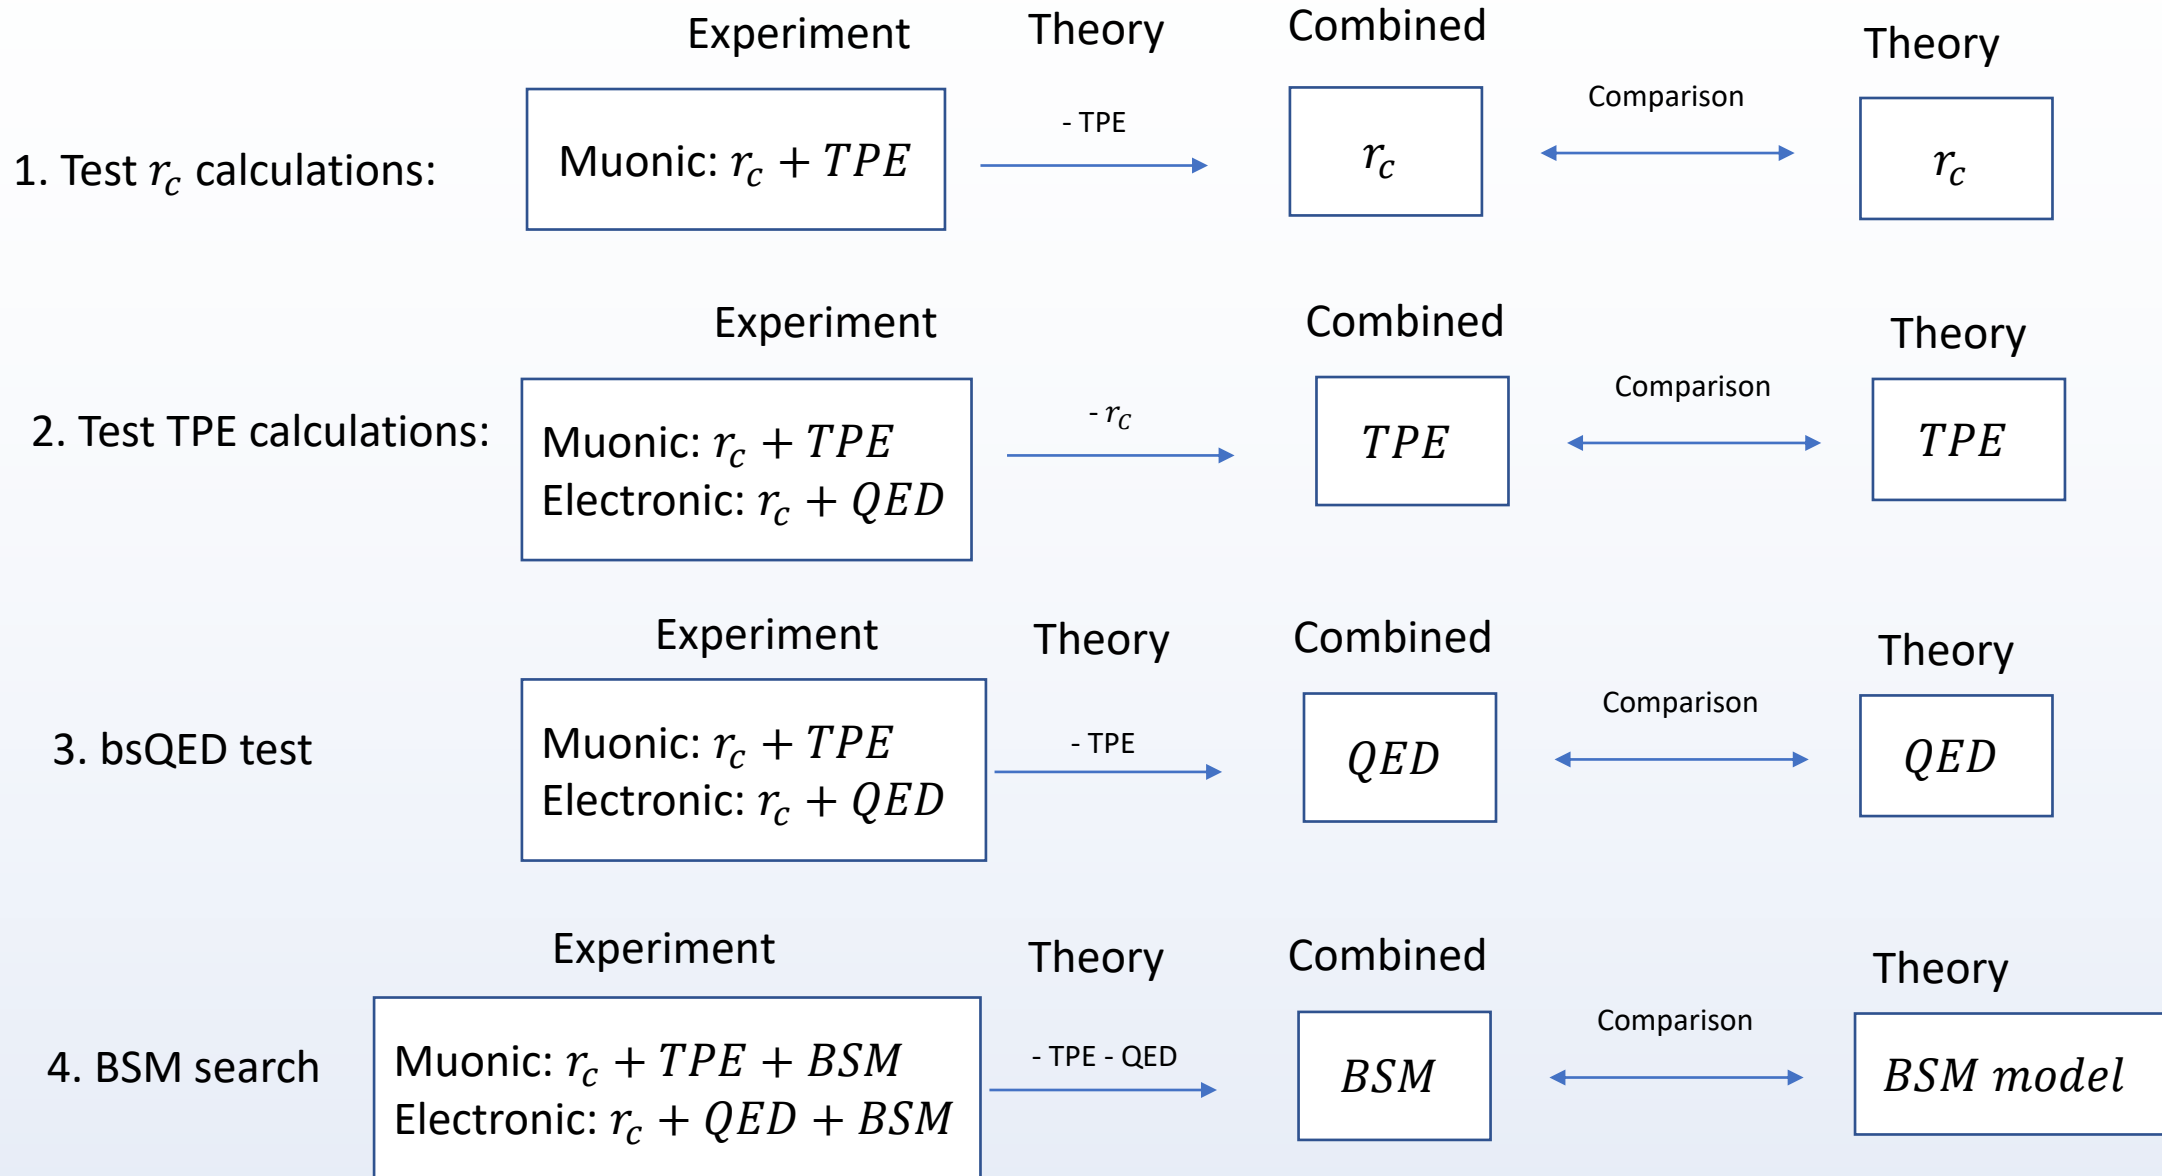 Experiment Theory Combined Theory
1. Test r_c calculations:
Muonic: r_c + TPE
- TPE
r_c
Comparison
r_c
Experiment Combined Theory
2. Test TPE calculations:
Muonic: r_c + TPE
Electronic: r_c + QED
- r_C
TPE
Comparison
TPE
Experiment Theory Combined Theory
3. bsQED test
Muonic: r_c + TPE
Electronic: r_c + QED
- TPE
QED
Comparison
QED
Experiment Theory Combined Theory
4. BSM search
Muonic: r_c + TPE + BSM
Electronic: r_c + QED + BSM
- TPE - QED
BSM
Comparison
BSM model